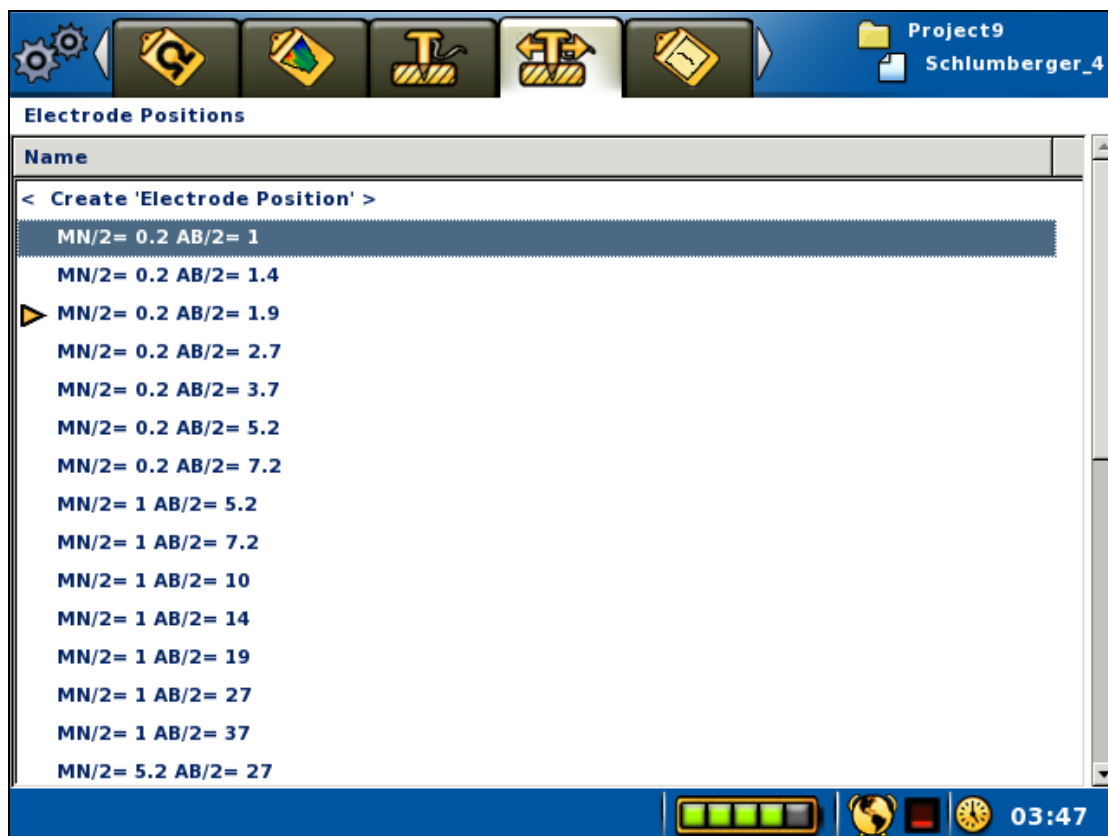 Project9
Schlumberger_4
Electrode Positions
Name
< Create 'Electrode Position' >
MN/2= 0.2 AB/2= 1
MN/2= 0.2 AB/2= 1.4
MN/2= 0.2 AB/2= 1.9
MN/2= 0.2 AB/2= 2.7
MN/2= 0.2 AB/2= 3.7
MN/2= 0.2 AB/2= 5.2
MN/2= 0.2 AB/2= 7.2
MN/2= 1 AB/2= 5.2
MN/2= 1 AB/2= 7.2
MN/2= 1 AB/2= 10
MN/2= 1 AB/2= 14
MN/2= 1 AB/2= 19
MN/2= 1 AB/2= 27
MN/2= 1 AB/2= 37
MN/2= 5.2 AB/2= 27
03:47